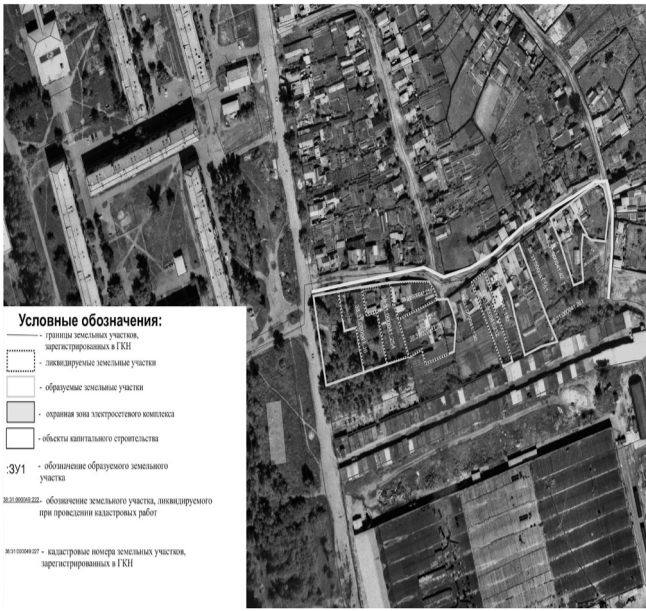 Условные обозначения:
- границы земельных участков,
зарегистрированных в ГКН
- ликвидируемые земельные участки
- образуемые земельные участки
- охранная зона электросетевого комплекса
- объекты капитального строительства
:ЗУ1 - обозначение образуемого земельного
участка
- обозначение земельного участка, ликвидируемого
при проведении кадастровых работ
- кадастровые номера земельных участков,
зарегистрированных в ГКН